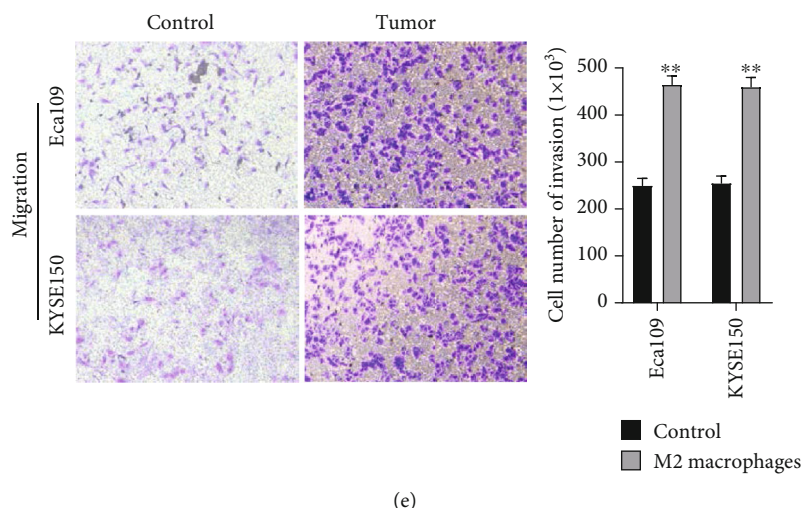 Control
Tumor
Migration
Eca109
KYSE150
Cell number of invasion (1×10³)
500
400
300
200
100
0
**
**
Eca109
KYSE150
Control
M2 macrophages
(e)